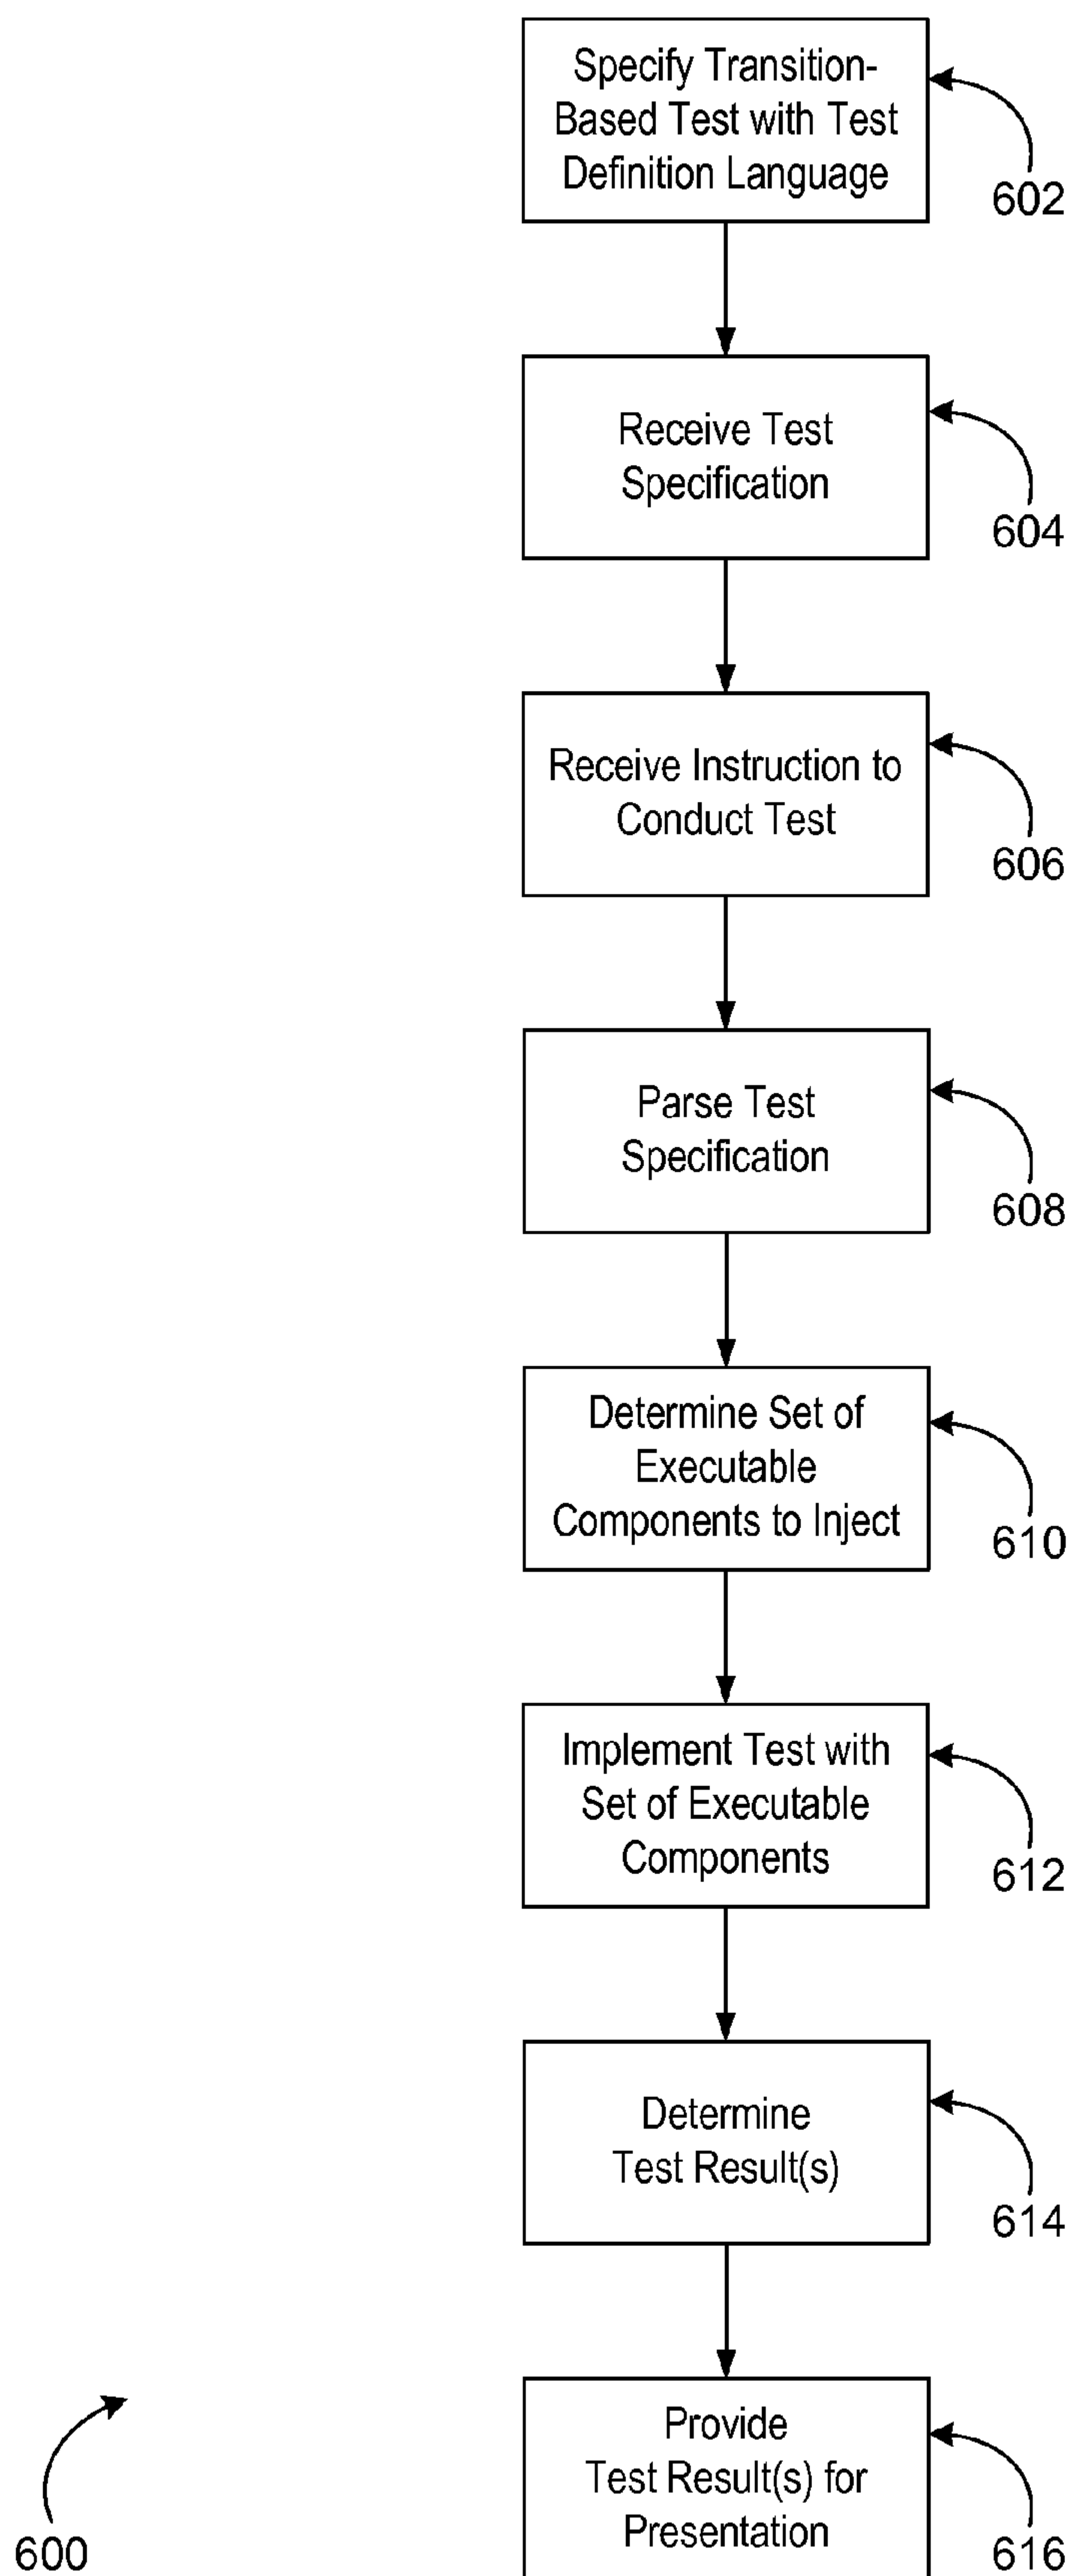 Specify Transition-
Based Test with Test
Definition Language
602
Receive Test
Specification
604
Receive Instruction to
Conduct Test
606
Parse Test
Specification
608
Determine Set of
Executable
Components to Inject
610
Implement Test with
Set of Executable
Components
612
Determine
Test Result(s)
614
Provide
Test Result(s) for
Presentation
616
600